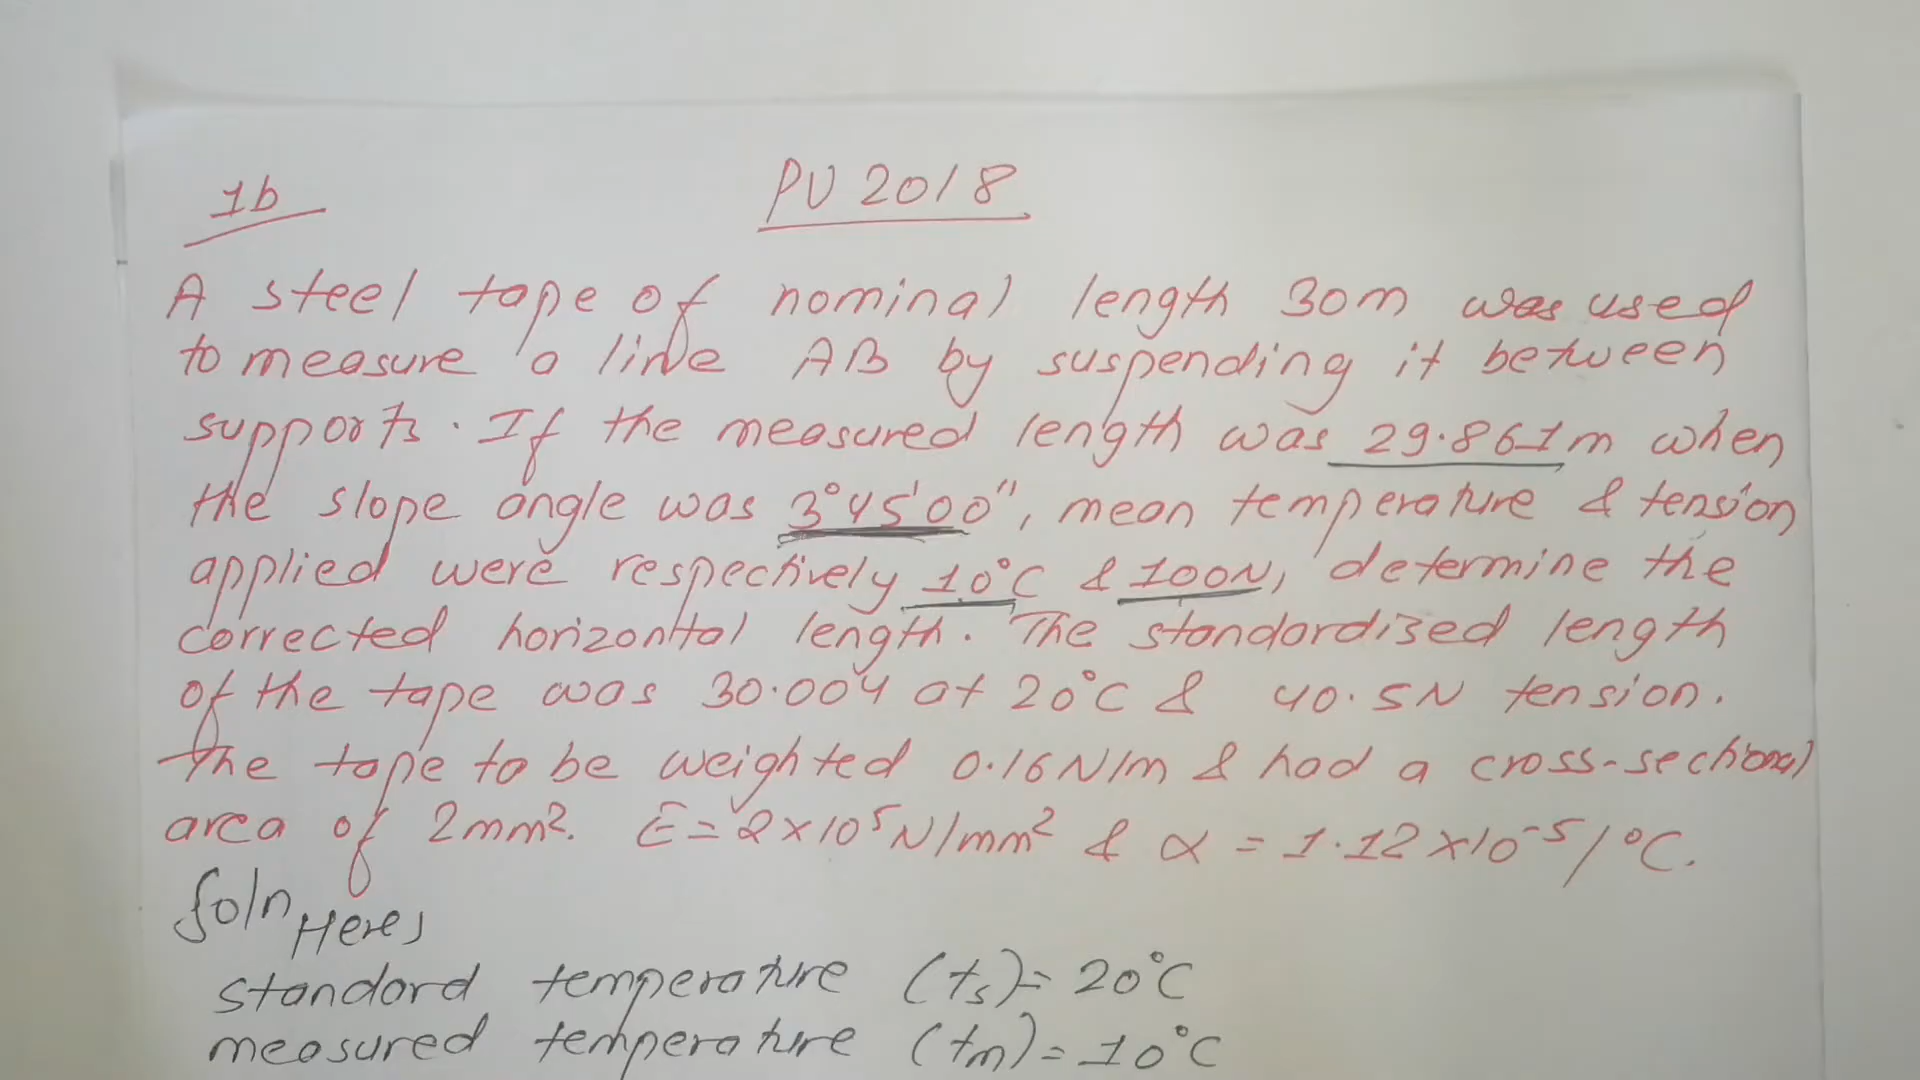 1b
PU 2018
A steel tape of nominal length 30m was used
to measure a line AB by suspending it between
supports. If the measured length was 29.861m when
the slope angle was 3°45'00", mean temperature & tension
applied were respectively 10°C & 100N, determine the
corrected horizontal length. The standardized length
of the tape was 30.004 at 20°C & 40.5N tension.
The tape to be weighted 0.16N/m & had a cross-sectional
area of 2mm². E=2×10⁵N/mm² & α = 1.12×10⁻⁵/°C.
Soln Here,
standard temperature (ts)= 20°C
measured temperature (tm)= 10°C